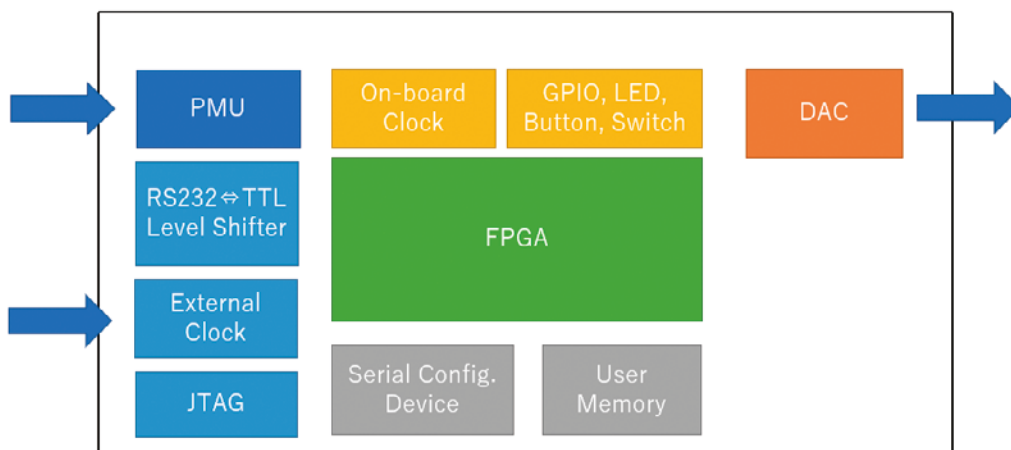 PMU
On-board
Clock
GPIO, LED,
Button, Switch
DAC
RS232⇔TTL
Level Shifter
FPGA
External
Clock
JTAG
Serial Config.
Device
User
Memory